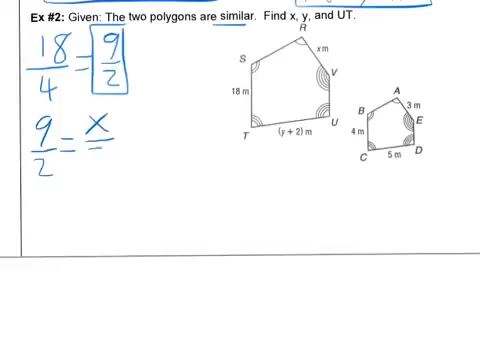 Ex #2: Given: The two polygons are similar. Find x, y, and UT.
18/4 = 9/2
9/2 = x/
R
x m
S
V
18 m
T
(y + 2) m
U
A
3 m
B
E
4 m
C
5 m
D